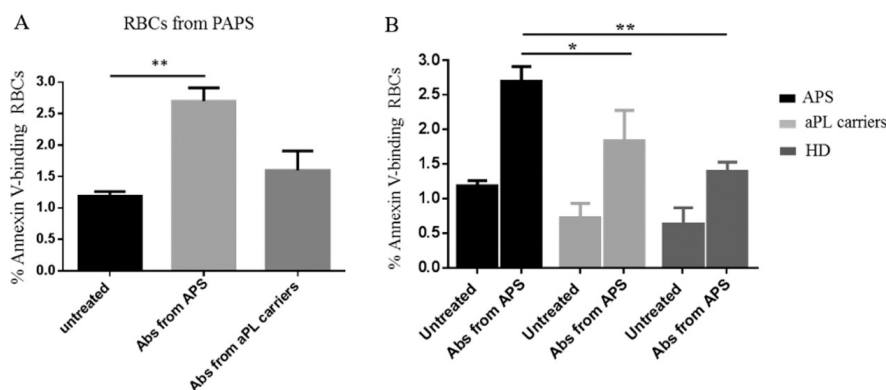 A
RBCs from PAPS
% Annexin V-binding RBCs
3.0
2.5
2.0
1.5
1.0
0.5
0.0
**
untreated
Abs from APS
Abs from aPL carriers
B
% Annexin V-binding RBCs
3.0
2.5
2.0
1.5
1.0
0.5
0.0
**
*
Untreated
Abs from APS
Untreated
Abs from APS
Untreated
Abs from APS
APS
aPL carriers
HD